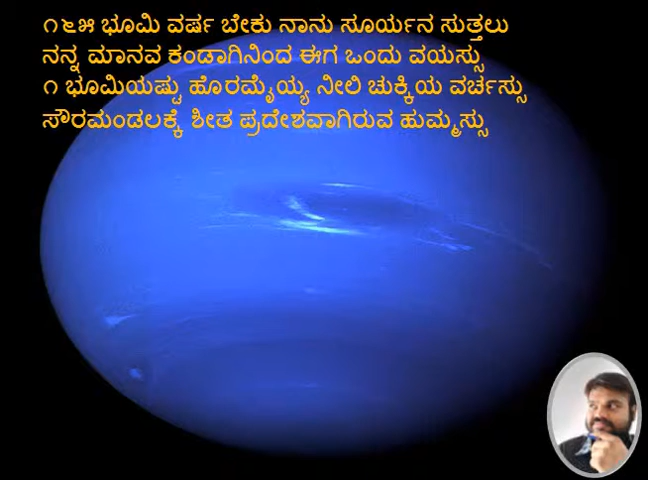 ೧೬೫ ಭೂಮಿ ವರ್ಷ ಬೇಕು ನಾನು ಸೂರ್ಯನ ಸುತ್ತಲು
ನನ್ನ ಮಾನವ ಕಂಡಾಗಿನಿಂದ ಈಗ ಒಂದು ವಯಸ್ಸು
೧ ಭೂಮಿಯಷ್ಟು ಹೊರಮೈಯ್ಯ ನೀಲಿ ಚುಕ್ಕಿಯ ವರ್ಚಸ್ಸು
ಸೌರಮಂಡಲಕ್ಕೆ ಶೀತ ಪ್ರದೇಶವಾಗಿರುವ ಹುಮ್ಮಸ್ಸು